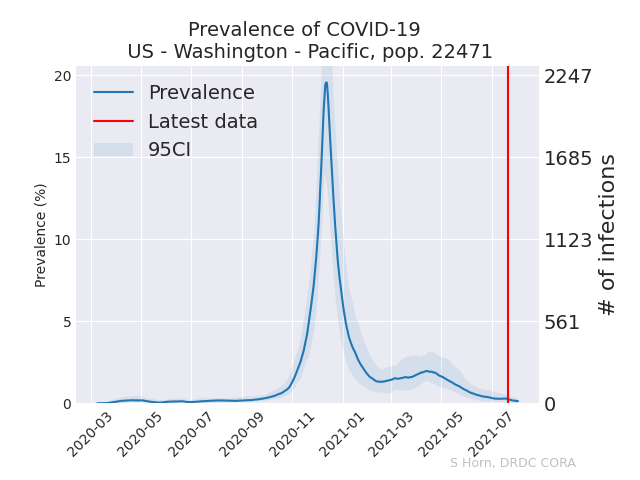 Prevalence of COVID-19
US - Washington - Pacific, pop. 22471
Prevalence
Latest data
95CI
Prevalence (%)
20
15
10
5
0
2247
1685
1123
561
0
# of infections
2020-03
2020-05
2020-07
2020-09
2020-11
2021-01
2021-03
2021-05
2021-07
S Horn, DRDC CORA